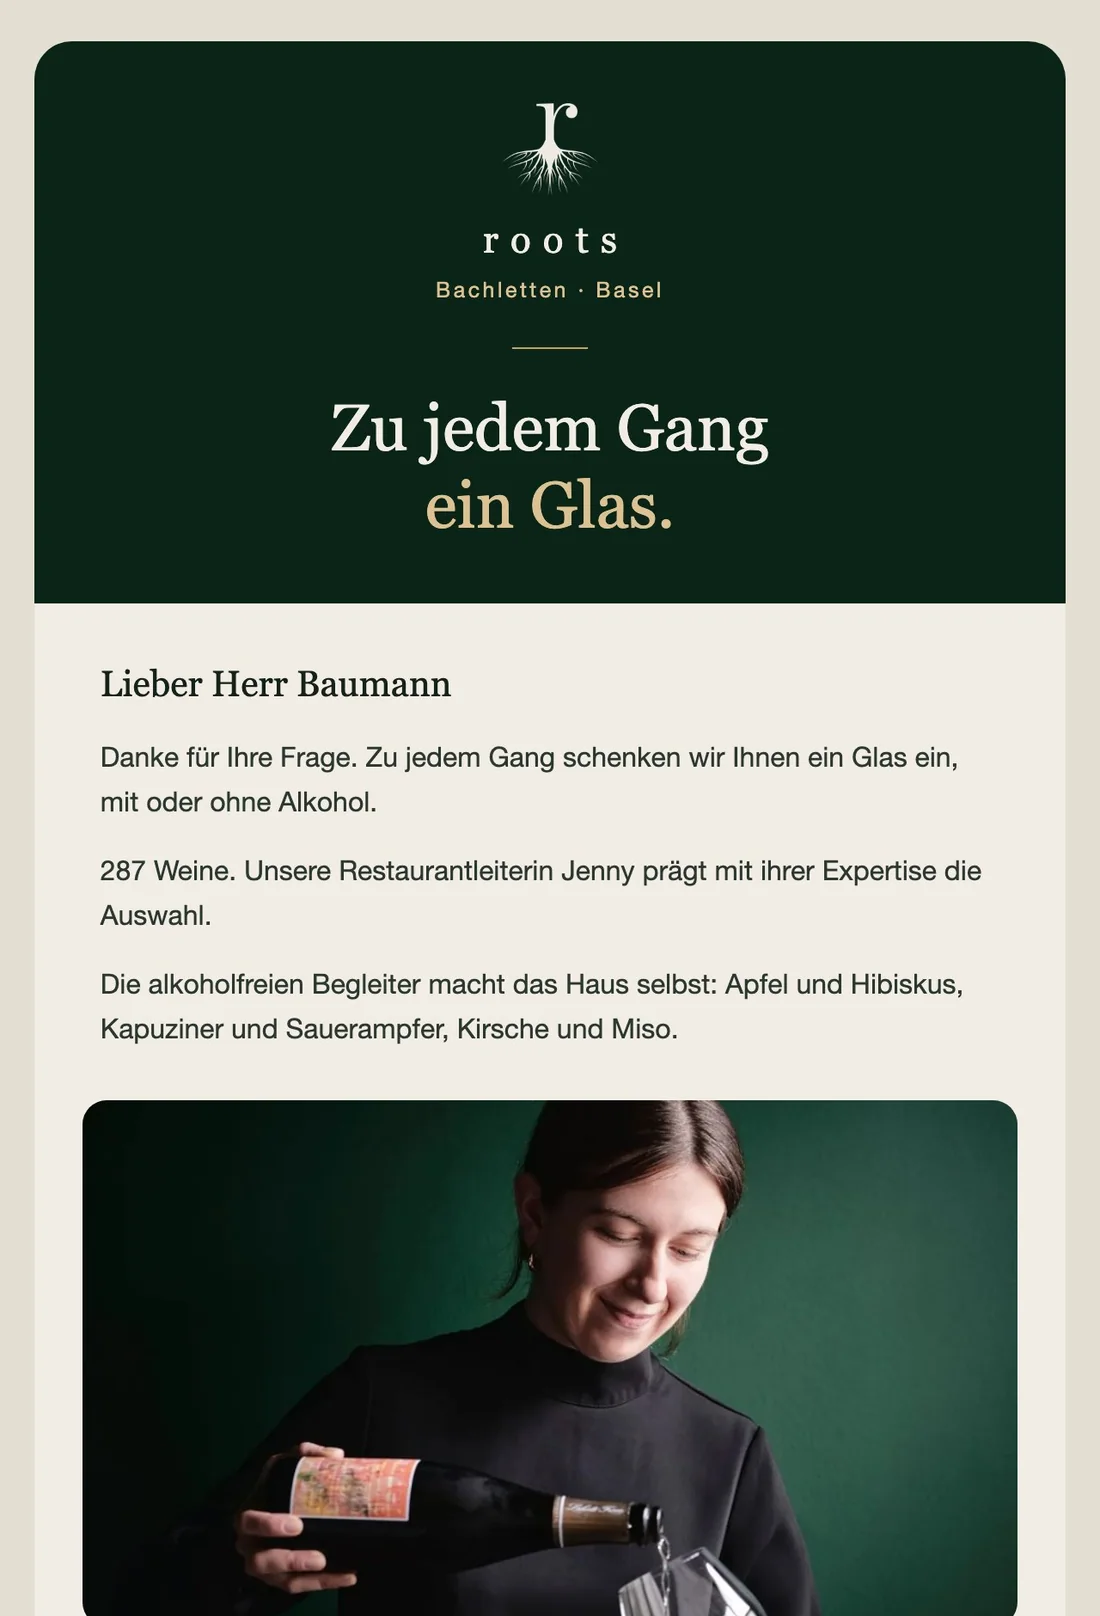 r
roots
Bachletten · Basel
Zu jedem Gang
ein Glas.
Lieber Herr Baumann
Danke für Ihre Frage. Zu jedem Gang schenken wir Ihnen ein Glas ein,
mit oder ohne Alkohol.
287 Weine. Unsere Restaurantleiterin Jenny prägt mit ihrer Expertise die
Auswahl.
Die alkoholfreien Begleiter macht das Haus selbst: Apfel und Hibiskus,
Kapuziner und Sauerampfer, Kirsche und Miso.